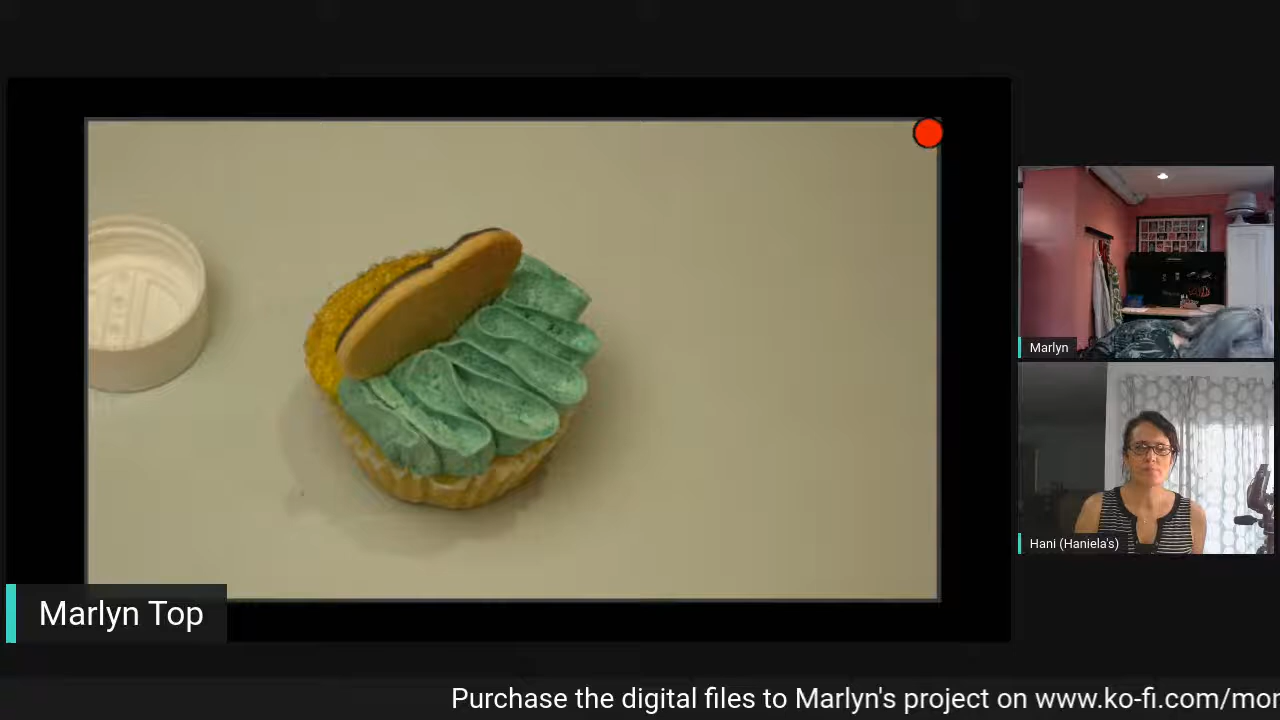 Marlyn
Hani (Haniela's)
Marlyn Top
Purchase the digital files to Marlyn's project on www.ko-fi.com/mor